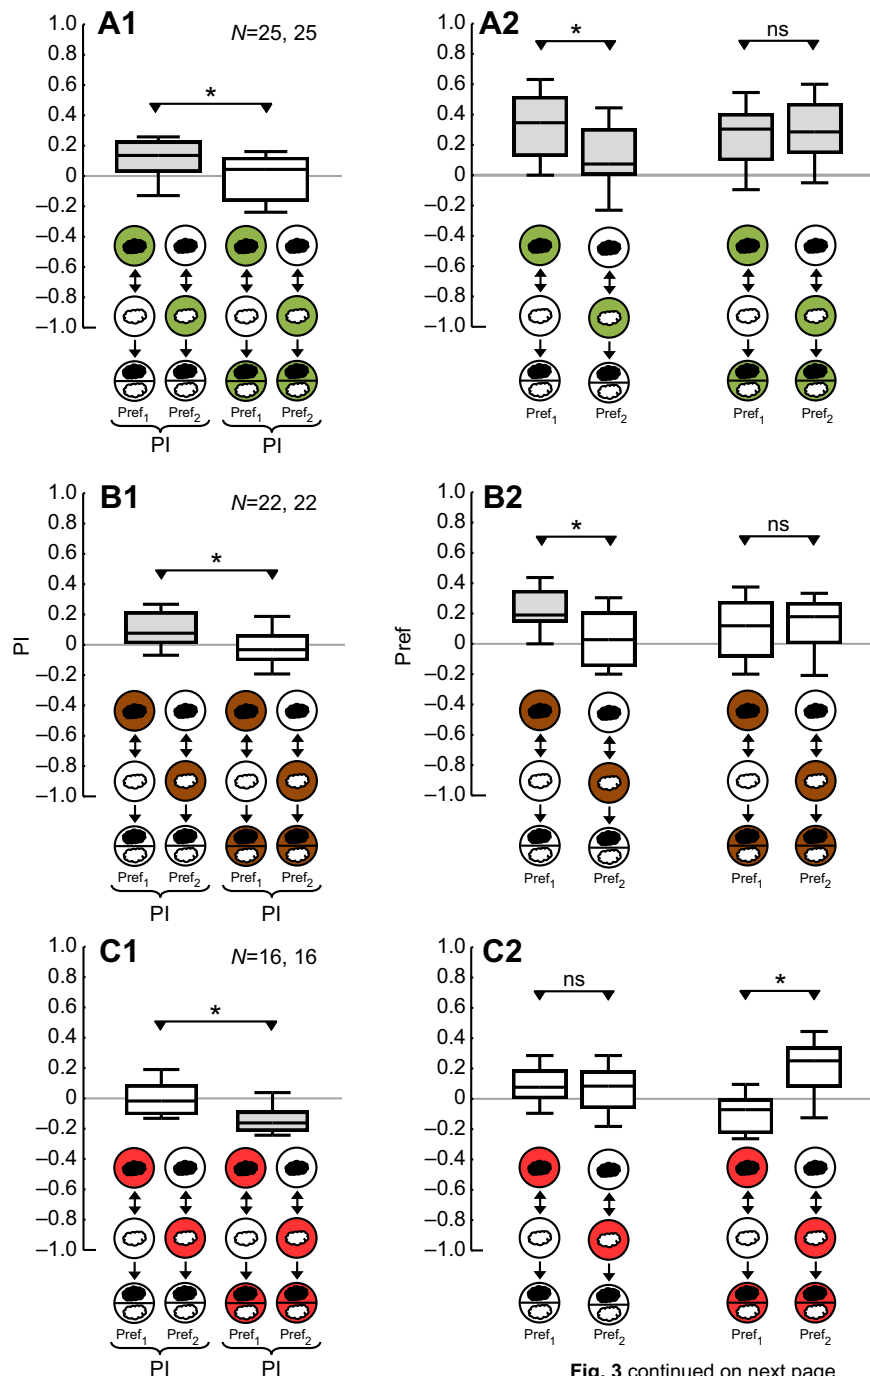 A1
N=25, 25
1.0
0.8
0.6
0.4
0.2
0
–0.2
–0.4
–0.6
–0.8
–1.0
*
Pref1 Pref2 Pref1 Pref2
PI PI
A2
1.0
0.8
0.6
0.4
0.2
0
–0.2
–0.4
–0.6
–0.8
–1.0
* ns
Pref1 Pref2 Pref1 Pref2
B1
N=22, 22
PI
1.0
0.8
0.6
0.4
0.2
0
–0.2
–0.4
–0.6
–0.8
–1.0
*
Pref1 Pref2 Pref1 Pref2
PI PI
B2
Pref
1.0
0.8
0.6
0.4
0.2
0
–0.2
–0.4
–0.6
–0.8
–1.0
* ns
Pref1 Pref2 Pref1 Pref2
C1
N=16, 16
1.0
0.8
0.6
0.4
0.2
0
–0.2
–0.4
–0.6
–0.8
–1.0
*
Pref1 Pref2 Pref1 Pref2
PI PI
C2
1.0
0.8
0.6
0.4
0.2
0
–0.2
–0.4
–0.6
–0.8
–1.0
ns *
Pref1 Pref2 Pref1 Pref2
Fig. 3 continued on next page